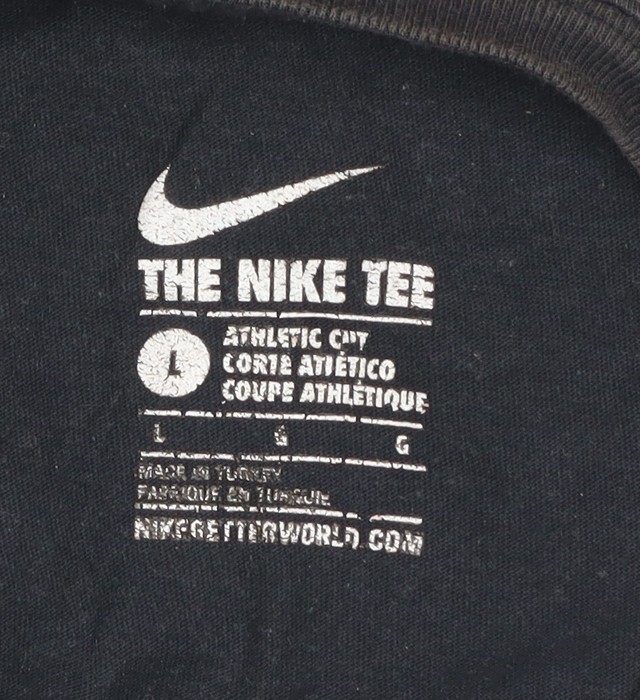 THE NIKE TEE
L
ATHLETIC CUT
CORTE ATLÉTICO
COUPE ATHLÉTIQUE
L G G
MADE IN TURKEY
FABRIQUÉ EN TURQUIE
NIKEBETTERWORLD.COM